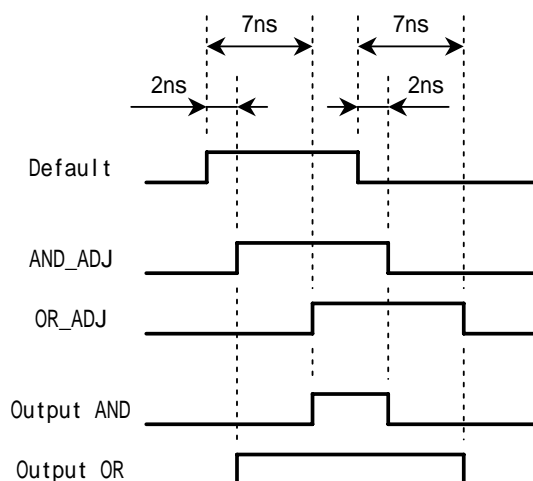 7ns 7ns
2ns 2ns
Default
AND_ADJ
OR_ADJ
Output AND
Output OR